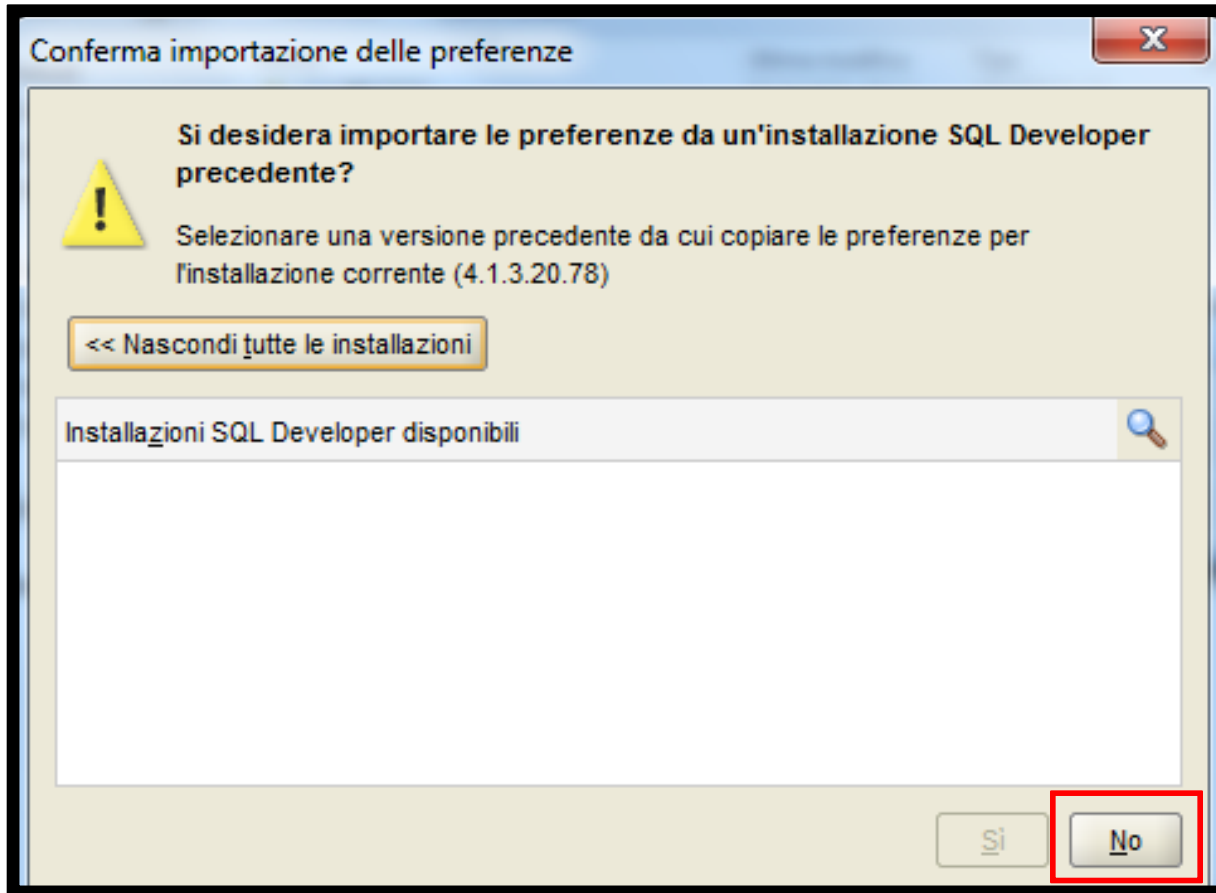 Conferma importazione delle preferenze
Si desidera importare le preferenze da un'installazione SQL Developer
precedente?
Selezionare una versione precedente da cui copiare le preferenze per
l'installazione corrente (4.1.3.20.78)
<< Nascondi tutte le installazioni
Installazioni SQL Developer disponibili
Sì No